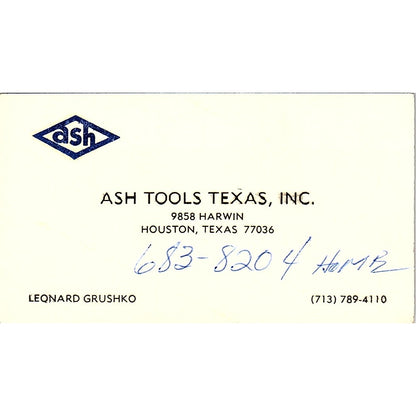 ash
ASH TOOLS TEXAS, INC.
9858 HARWIN
HOUSTON, TEXAS 77036
683-8204 HOME
LEONARD GRUSHKO
(713) 789-4110